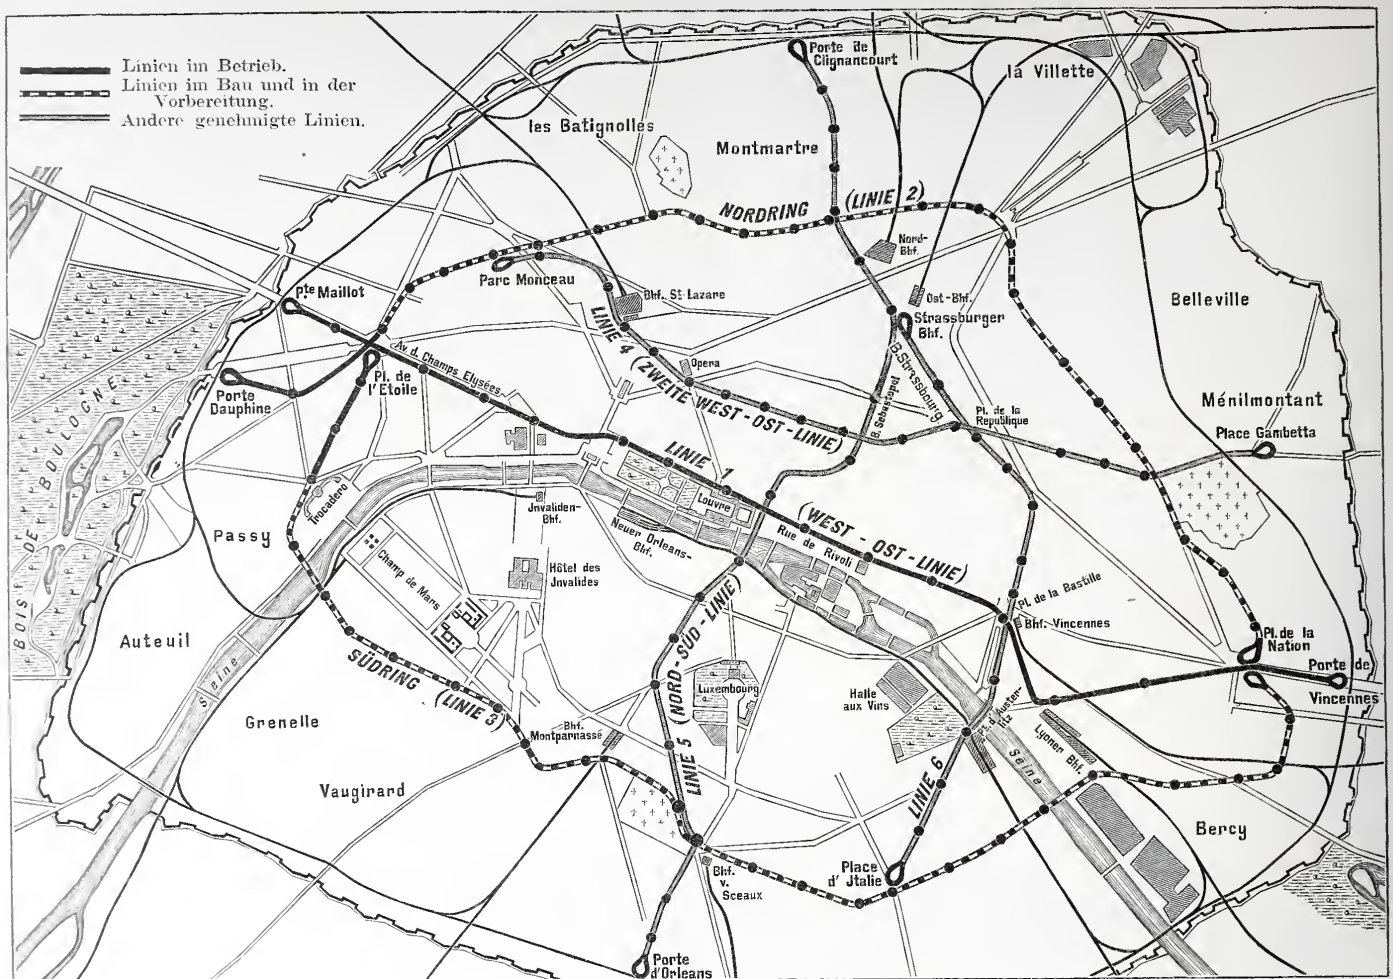 Linien im Betrieb.
Linien im Bau und in der
Vorbereitung.
Andere genehmigte Linien.
Porte de
Clignancourt
la Villette
les Batignolles
Montmartre
NORDRING (LINIE 2)
Nord-
Bhf.
Parc Monceau
Pte Maillot
Bhf. St Lazare
Ost-Bhf.
Strassburger
Bhf.
Belleville
LINIE 4 (ZWEITE WEST-OST-LINIE)
Opera
Av. d. Champs Elysées
Pl. de
l'Etoile
Porte
Dauphine
B. Sebastopol
B. Strassbourg
Pl. de la
Republique
Ménilmontant
Place Gambetta
BOIS DE BOULOGNE
LINIE 1 (WEST-OST-LINIE)
Louvre
Rue de Rivoli
Trocadero
Jnvaliden-
Bhf.
Neuer Orleans-
Bhf.
Passy
Champ de Mars
Hôtel des
Jnvalides
Pl. de la Bastille
Bhf. Vincennes
Auteuil
Seine
SÜDRING (LINIE 3)
LINIE 5 (NORD-SÜD-LINIE)
Luxembourg
Halle
aux Vins
Pl. de la
Nation
Porte de
Vincennes
Grenelle
Bhf.
Montparnasse
Pt. d. Auster-
litz
Seine
Lyoner Bhf.
Vaugirard
LINIE 6
Bercy
Bhf.
v.
Sceaux
Place
d' Jtalie
Porte
d'Orleans